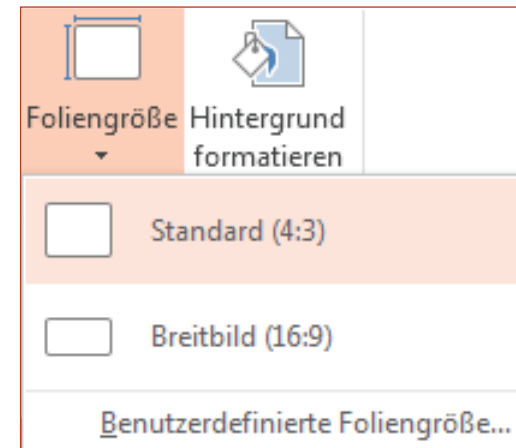 Foliengröße
Hintergrund
formatieren
Standard (4:3)
Breitbild (16:9)
Benutzerdefinierte Foliengröße...